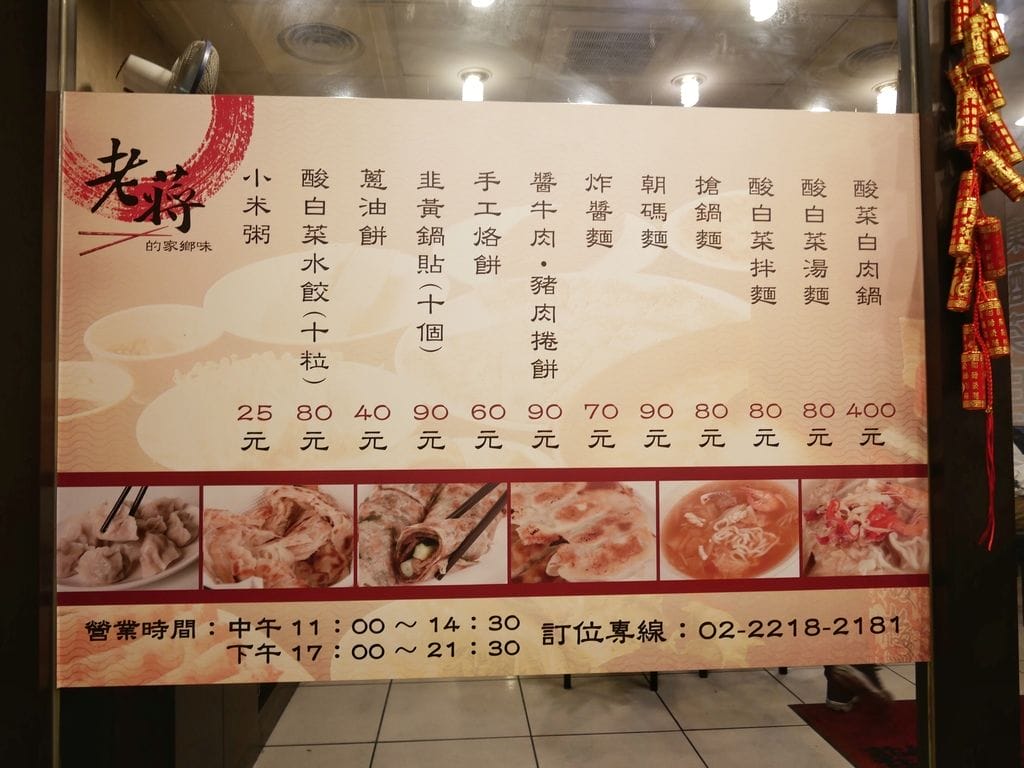 老蔣
的家鄉味
酸菜白肉鍋 400元
酸白菜湯麵 80元
酸白菜拌麵 80元
搶鍋麵 80元
朝碼麵 90元
炸醬麵 70元
醬牛肉・豬肉捲餅 90元
手工烙餅 60元
韭黃鍋貼(十個) 90元
蔥油餅 40元
酸白菜水餃(十粒) 80元
小米粥 25元
營業時間：中午 11：00 ～ 14：30
下午 17：00 ～ 21：30
訂位專線：02-2218-2181